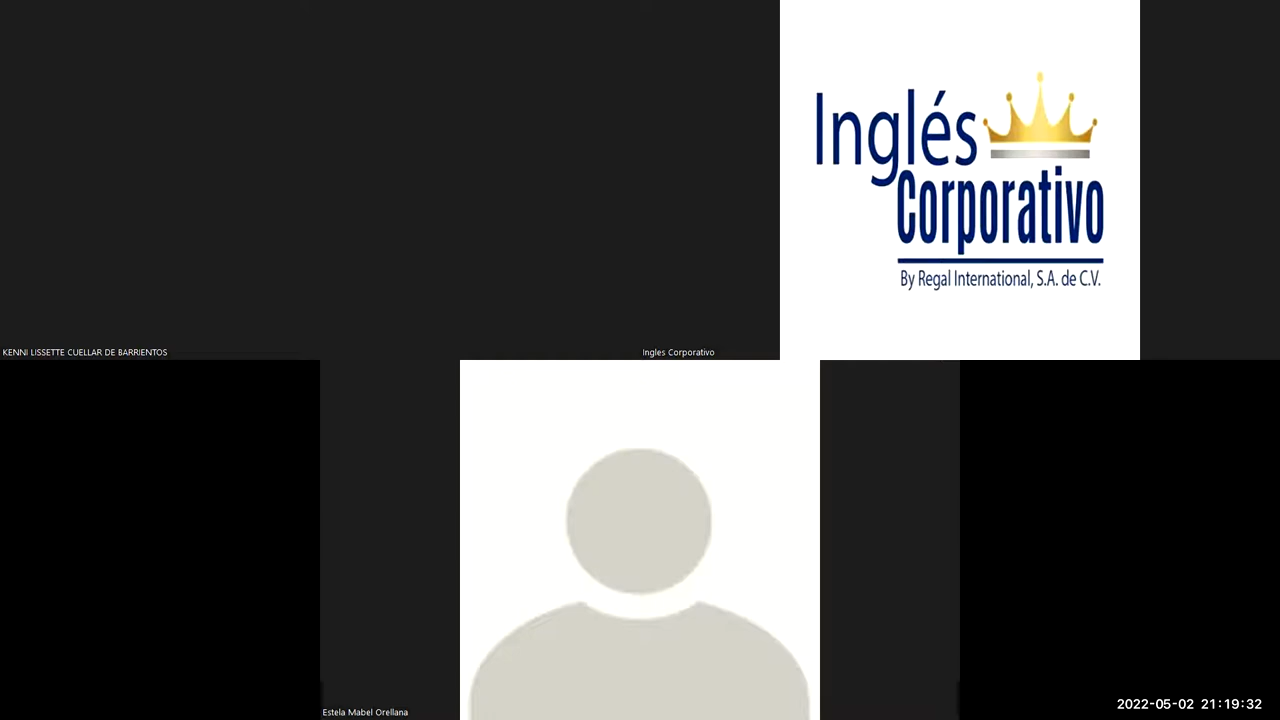 Inglés
Corporativo
By Regal International, S.A. de C.V.
KENNI LISSETTE CUELLAR DE BARRIENTOS
Ingles Corporativo
Estela Mabel Orellana
2022-05-02 21:19:32